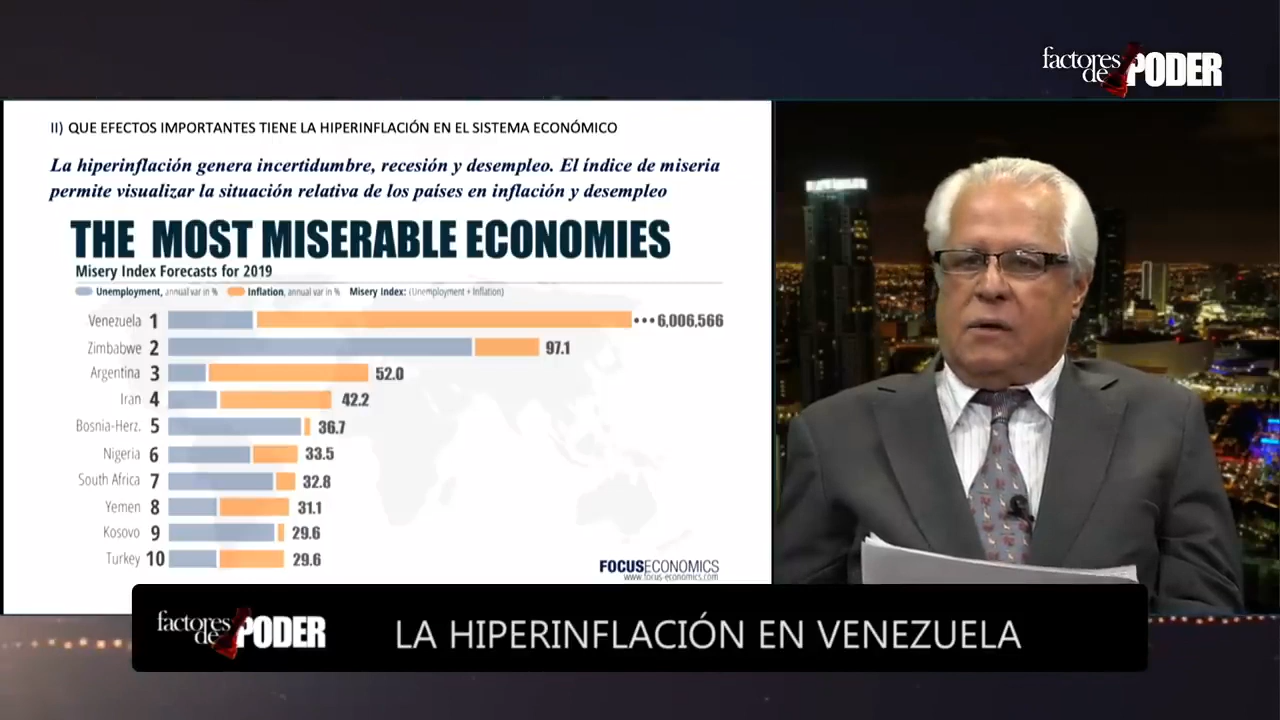 factores
de PODER
II) QUE EFECTOS IMPORTANTES TIENE LA HIPERINFLACIÓN EN EL SISTEMA ECONÓMICO
La hiperinflación genera incertidumbre, recesión y desempleo. El índice de miseria
permite visualizar la situación relativa de los países en inflación y desempleo
THE MOST MISERABLE ECONOMIES
Misery Index Forecasts for 2019
Unemployment, annual var in % Inflation, annual var in % Misery Index: (Unemployment + Inflation)
Venezuela 1 •••6,006,566
Zimbabwe 2 97.1
Argentina 3 52.0
Iran 4 42.2
Bosnia-Herz. 5 36.7
Nigeria 6 33.5
South Africa 7 32.8
Yemen 8 31.1
Kosovo 9 29.6
Turkey 10 29.6
FOCUSECONOMICS
www.focus-economics.com
factores
de PODER
LA HIPERINFLACIÓN EN VENEZUELA